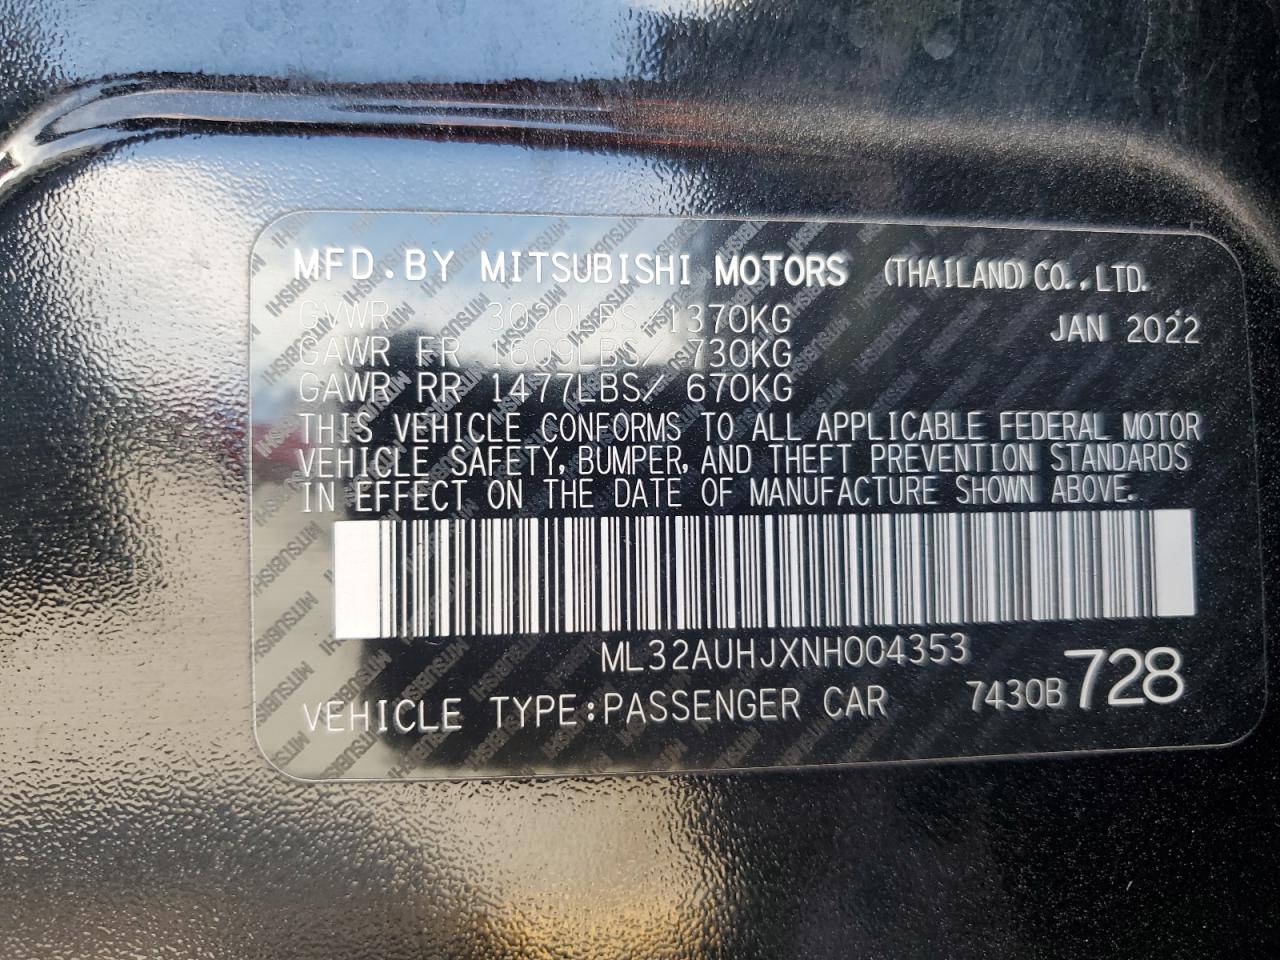 MFD.BY MITSUBISHI MOTORS (THAILAND) CO.,LTD.
GVWR 3020LBS/1370KG JAN 2022
GAWR FR 1609LBS/ 730KG
GAWR RR 1477LBS/ 670KG
THIS VEHICLE CONFORMS TO ALL APPLICABLE FEDERAL MOTOR
VEHICLE SAFETY, BUMPER, AND THEFT PREVENTION STANDARDS
IN EFFECT ON THE DATE OF MANUFACTURE SHOWN ABOVE.
ML32AUHJXNH004353
VEHICLE TYPE:PASSENGER CAR 7430B 728